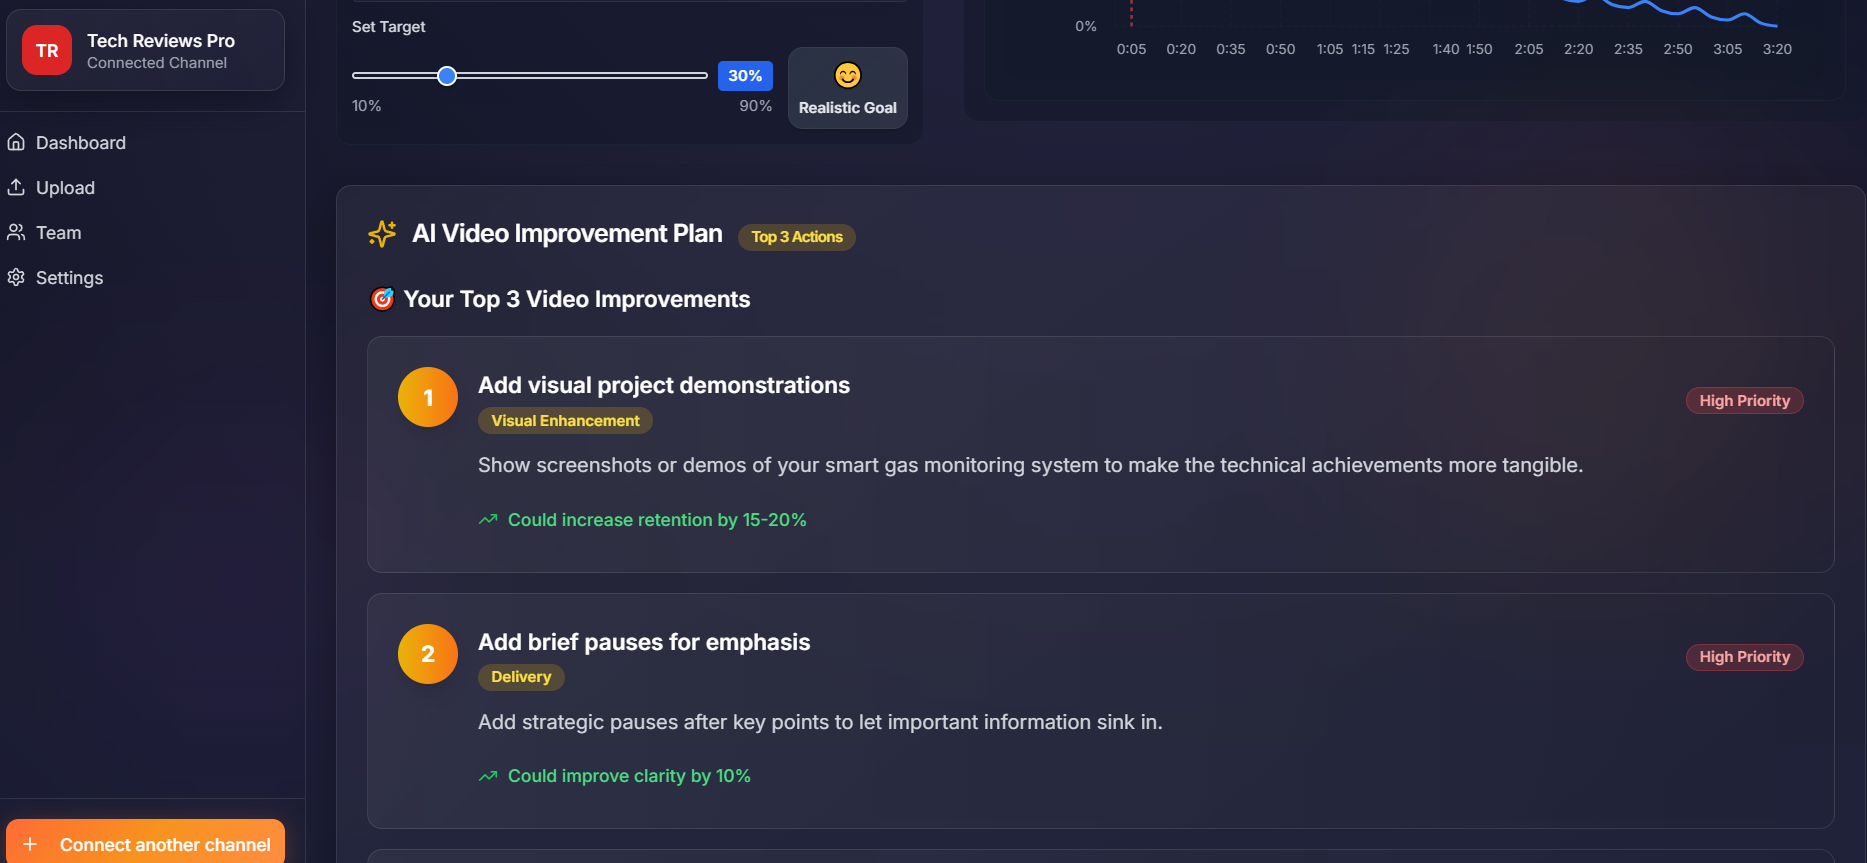 TR
Tech Reviews Pro
Connected Channel
Dashboard
Upload
Team
Settings
+ Connect another channel
Set Target
30%
10%
90%
Realistic Goal
0%
0:05 0:20 0:35 0:50 1:05 1:15 1:25 1:40 1:50 2:05 2:20 2:35 2:50 3:05 3:20
AI Video Improvement Plan
Top 3 Actions
Your Top 3 Video Improvements
1
Add visual project demonstrations
High Priority
Visual Enhancement
Show screenshots or demos of your smart gas monitoring system to make the technical achievements more tangible.
Could increase retention by 15-20%
2
Add brief pauses for emphasis
High Priority
Delivery
Add strategic pauses after key points to let important information sink in.
Could improve clarity by 10%